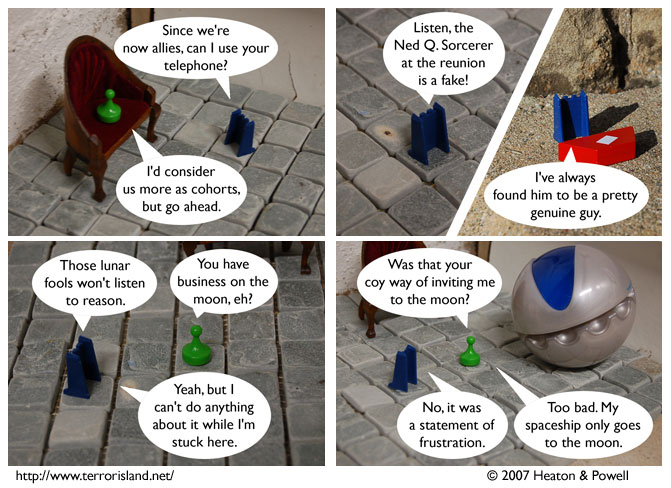 Since we're
now allies, can I use your
telephone?
I'd consider
us more as cohorts,
but go ahead.
Listen, the
Ned Q. Sorcerer
at the reunion
is a fake!
I've always
found him to be a pretty
genuine guy.
Those lunar
fools won't listen
to reason.
You have
business on the
moon, eh?
Yeah, but I
can't do anything
about it while I'm
stuck here.
Was that your
coy way of inviting me
to the moon?
No, it was
a statement of
frustration.
Too bad. My
spaceship only goes
to the moon.
http://www.terrorisland.net/
© 2007 Heaton & Powell